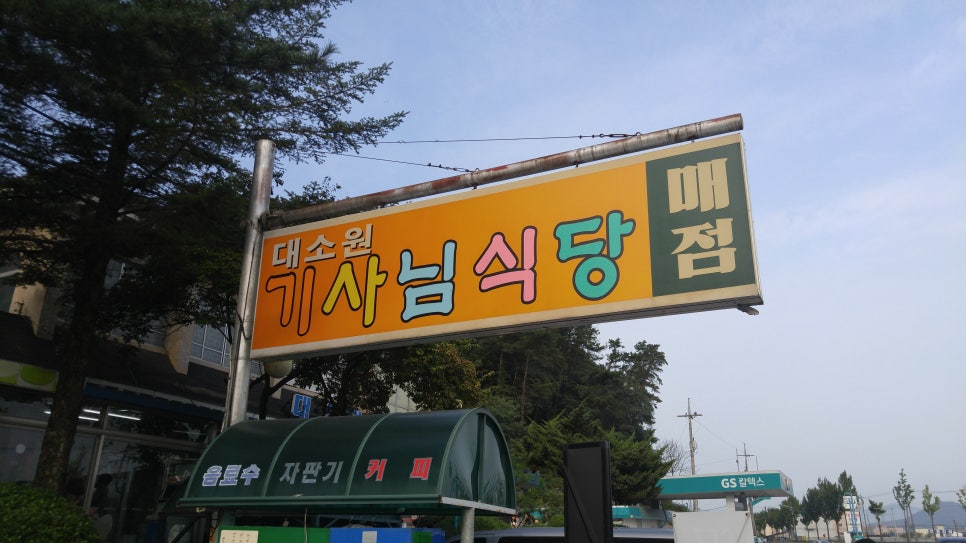 대소원
기사님식당
매점
음료수 자판기 커피
GS칼텍스